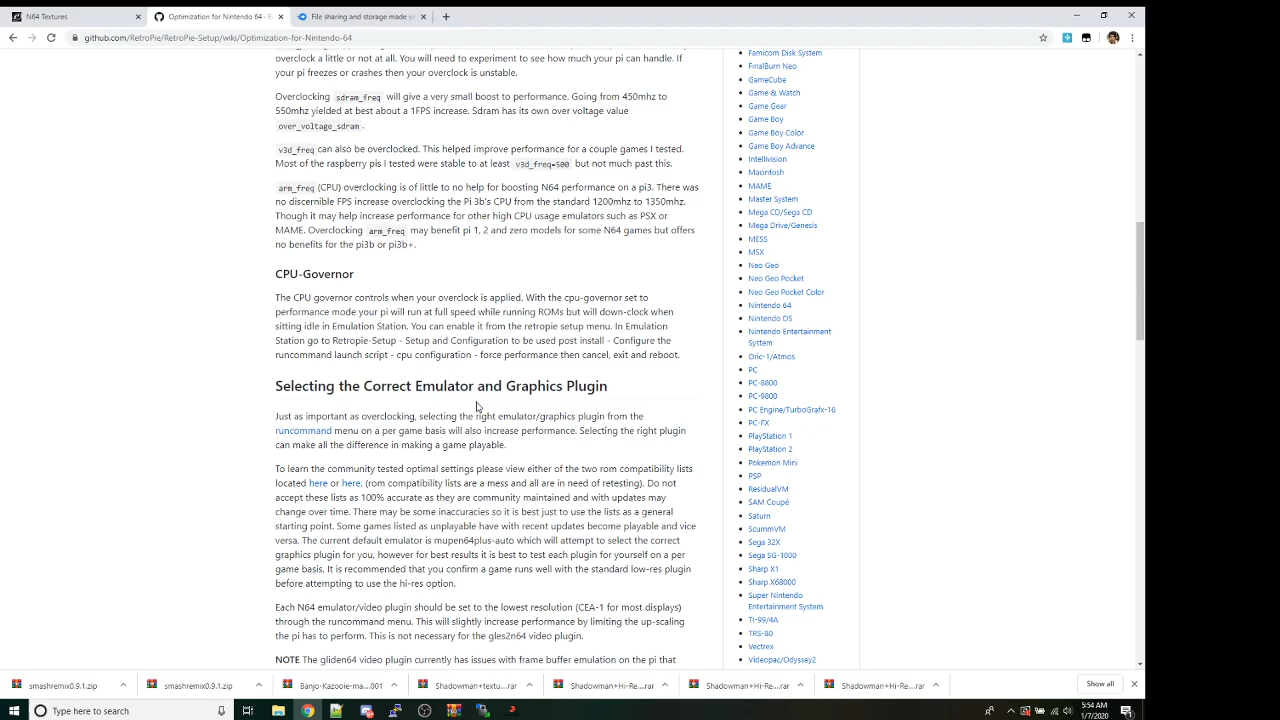 N64 Textures
Optimization for Nintendo 64 · R
File sharing and storage made si
github.com/RetroPie/RetroPie-Setup/wiki/Optimization-for-Nintendo-64
overclock a little or not at all. You will need to experiment to see how much your pi can handle. If
your pi freezes or crashes then your overclock is unstable.
Overclocking sdram_freq will give a very small boost to performance. Going from 450mhz to
550mhz yielded at best about a 1FPS increase. Sdram has its own over voltage value
over_voltage_sdram .
v3d_freq can also be overclocked. This helped improve performance for a couple games I tested.
Most of the raspberry pis I tested were stable to at least v3d_freq=500 but not much past this.
arm_freq (CPU) overclocking is of little to no help for boosting N64 performance on a pi3. There was
no discernible FPS increase overclocking the Pi 3b's CPU from the standard 1200mhz to 1350mhz.
Though it may help increase performance for other high CPU usage emulators such as PSX or
MAME. Overclocking arm_freq may benefit pi 1, 2 and zero models for some N64 games but offers
no benefits for the pi3b or pi3b+.
CPU-Governor
The CPU governor controls when your overclock is applied. With the cpu-governor set to
performance mode your pi will run at full speed while running ROMs but will down-clock when
sitting idle in Emulation Station. You can enable it from the retropie setup menu. In Emulation
Station go to Retropie-Setup - Setup and Configuration to be used post install - Configure the
runcommand launch script - cpu configuration - force performance then cancel, exit and reboot.
Selecting the Correct Emulator and Graphics Plugin
Just as important as overclocking, selecting the right emulator/graphics plugin from the
runcommand menu on a per game basis will also increase performance. Selecting the right plugin
can make all the difference in making a game playable.
To learn the community tested optimal settings please view either of the two rom compatibility lists
located here or here. (rom compatibility lists are a mess and all are in need of retesting). Do not
accept these lists as 100% accurate as they are community maintained and with updates may
change over time. There may be some inaccuracies so it is best just to use the lists as a general
starting point. Some games listed as unplayable have with recent updates become playable and vice
versa. The current default emulator is mupen64plus-auto which will attempt to select the correct
graphics plugin for you, however for best results it is best to test each plugin for yourself on a per
game basis. It is recommended that you confirm a game runs well with the standard low-res plugin
before attempting to use the hi-res option.
Each N64 emulator/video plugin should be set to the lowest resolution (CEA-1 for most displays)
through the runcommand menu. This will slightly increase performance by limiting the up-scaling
the pi has to perform. This is not necessary for the gles2n64 video plugin.
NOTE The gliden64 video plugin currently has issues with frame buffer emulation on the pi that
Famicom Disk System
FinalBurn Neo
GameCube
Game & Watch
Game Gear
Game Boy
Game Boy Color
Game Boy Advance
Intellivision
Macintosh
MAME
Master System
Mega CD/Sega CD
Mega Drive/Genesis
MESS
MSX
Neo Geo
Neo Geo Pocket
Neo Geo Pocket Color
Nintendo 64
Nintendo DS
Nintendo Entertainment
System
Oric-1/Atmos
PC
PC-8800
PC-9800
PC Engine/TurboGrafx-16
PC-FX
PlayStation 1
PlayStation 2
Pokemon Mini
PSP
ResidualVM
SAM Coupé
Saturn
ScummVM
Sega 32X
Sega SG-1000
Sharp X1
Sharp X68000
Super Nintendo
Entertainment System
TI-99/4A
TRS-80
Vectrex
Videopac/Odyssey2
smashremix0.9.1.zip
smashremix0.9.1.zip
Banjo-Kazooie-ma....001
Shadowman+textu....rar
Shadowman+Hi-Re....rar
Shadowman+Hi-Re....rar
Shadowman+Hi-Re....rar
Show all
Type here to search
5:54 AM
1/7/2020